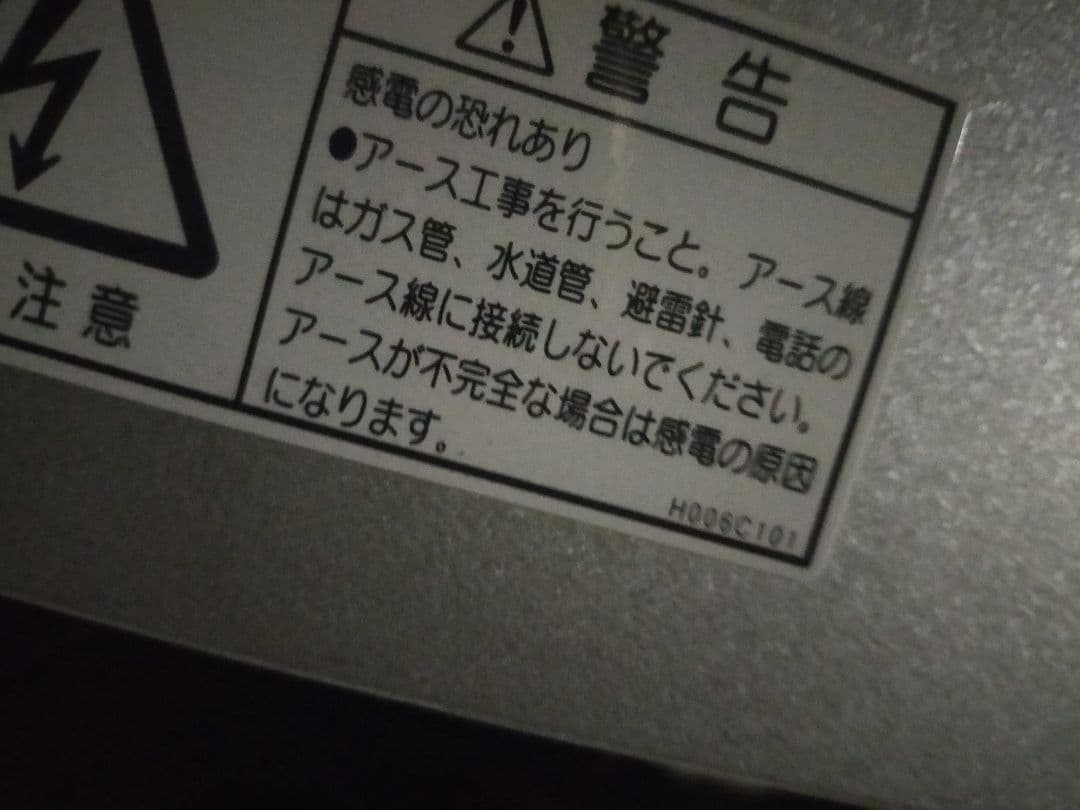 警告
感電の恐れあり
●アース工事を行うこと。アース線
はガス管、水道管、避雷針、電話の
アース線に接続しないでください。
アースが不完全な場合は感電の原因
になります。
H006C101
注意